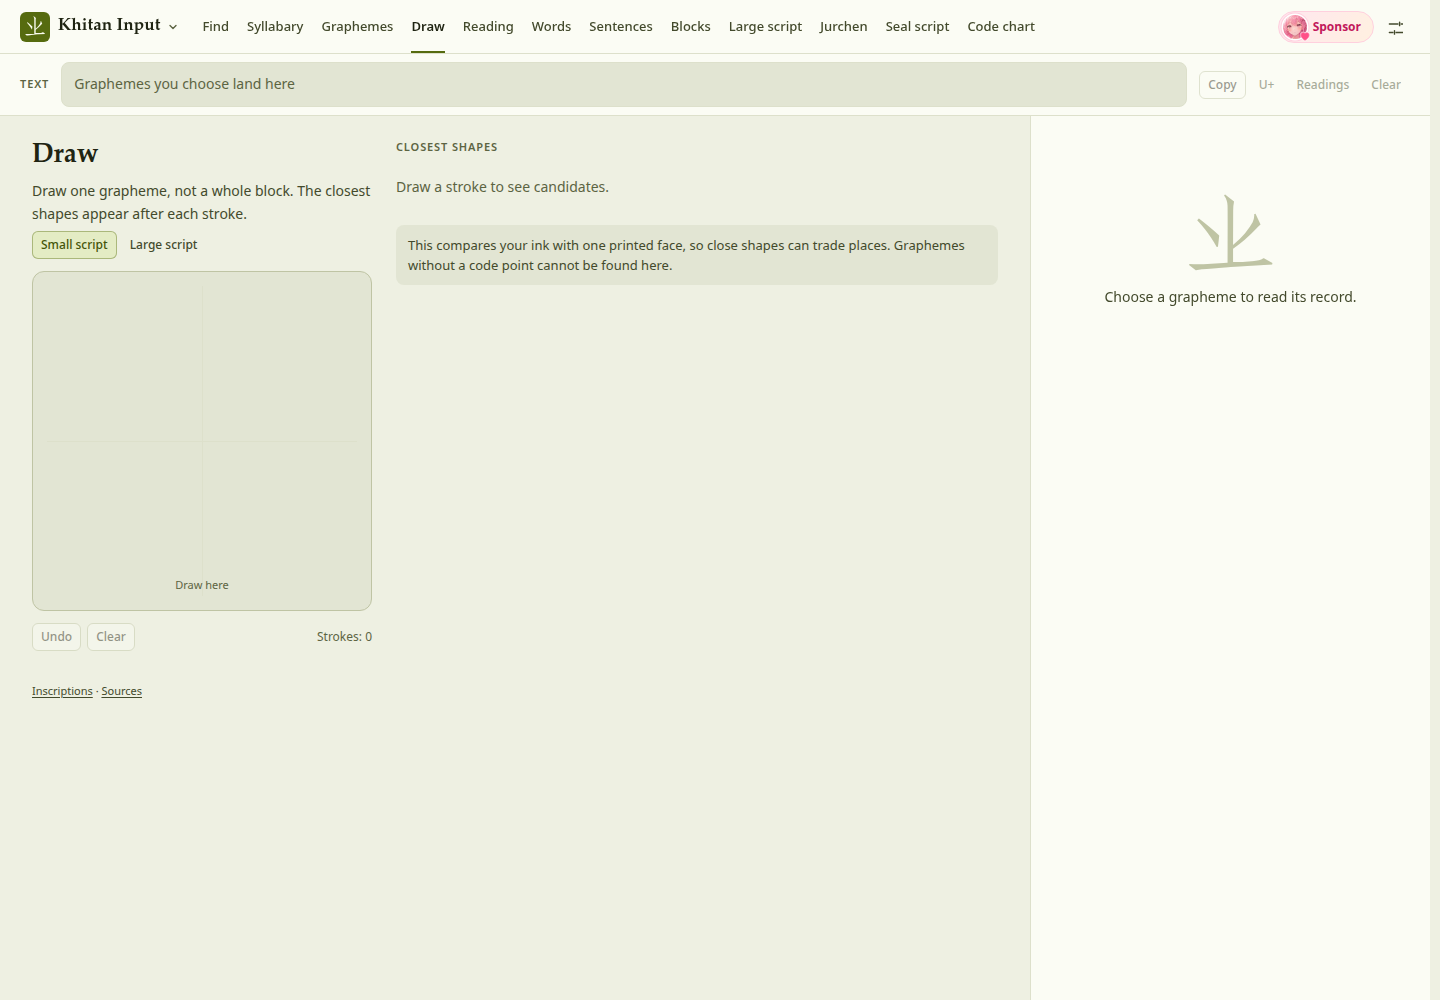 Khitan Input
Find
Syllabary
Graphemes
Draw
Reading
Words
Sentences
Blocks
Large script
Jurchen
Seal script
Code chart
Sponsor
TEXT
Graphemes you choose land here
Copy
U+
Readings
Clear
Draw
Draw one grapheme, not a whole block. The closest
shapes appear after each stroke.
Small script
Large script
Draw here
Undo
Clear
Strokes: 0
Inscriptions · Sources
CLOSEST SHAPES
Draw a stroke to see candidates.
This compares your ink with one printed face, so close shapes can trade places. Graphemes
without a code point cannot be found here.
Choose a grapheme to read its record.